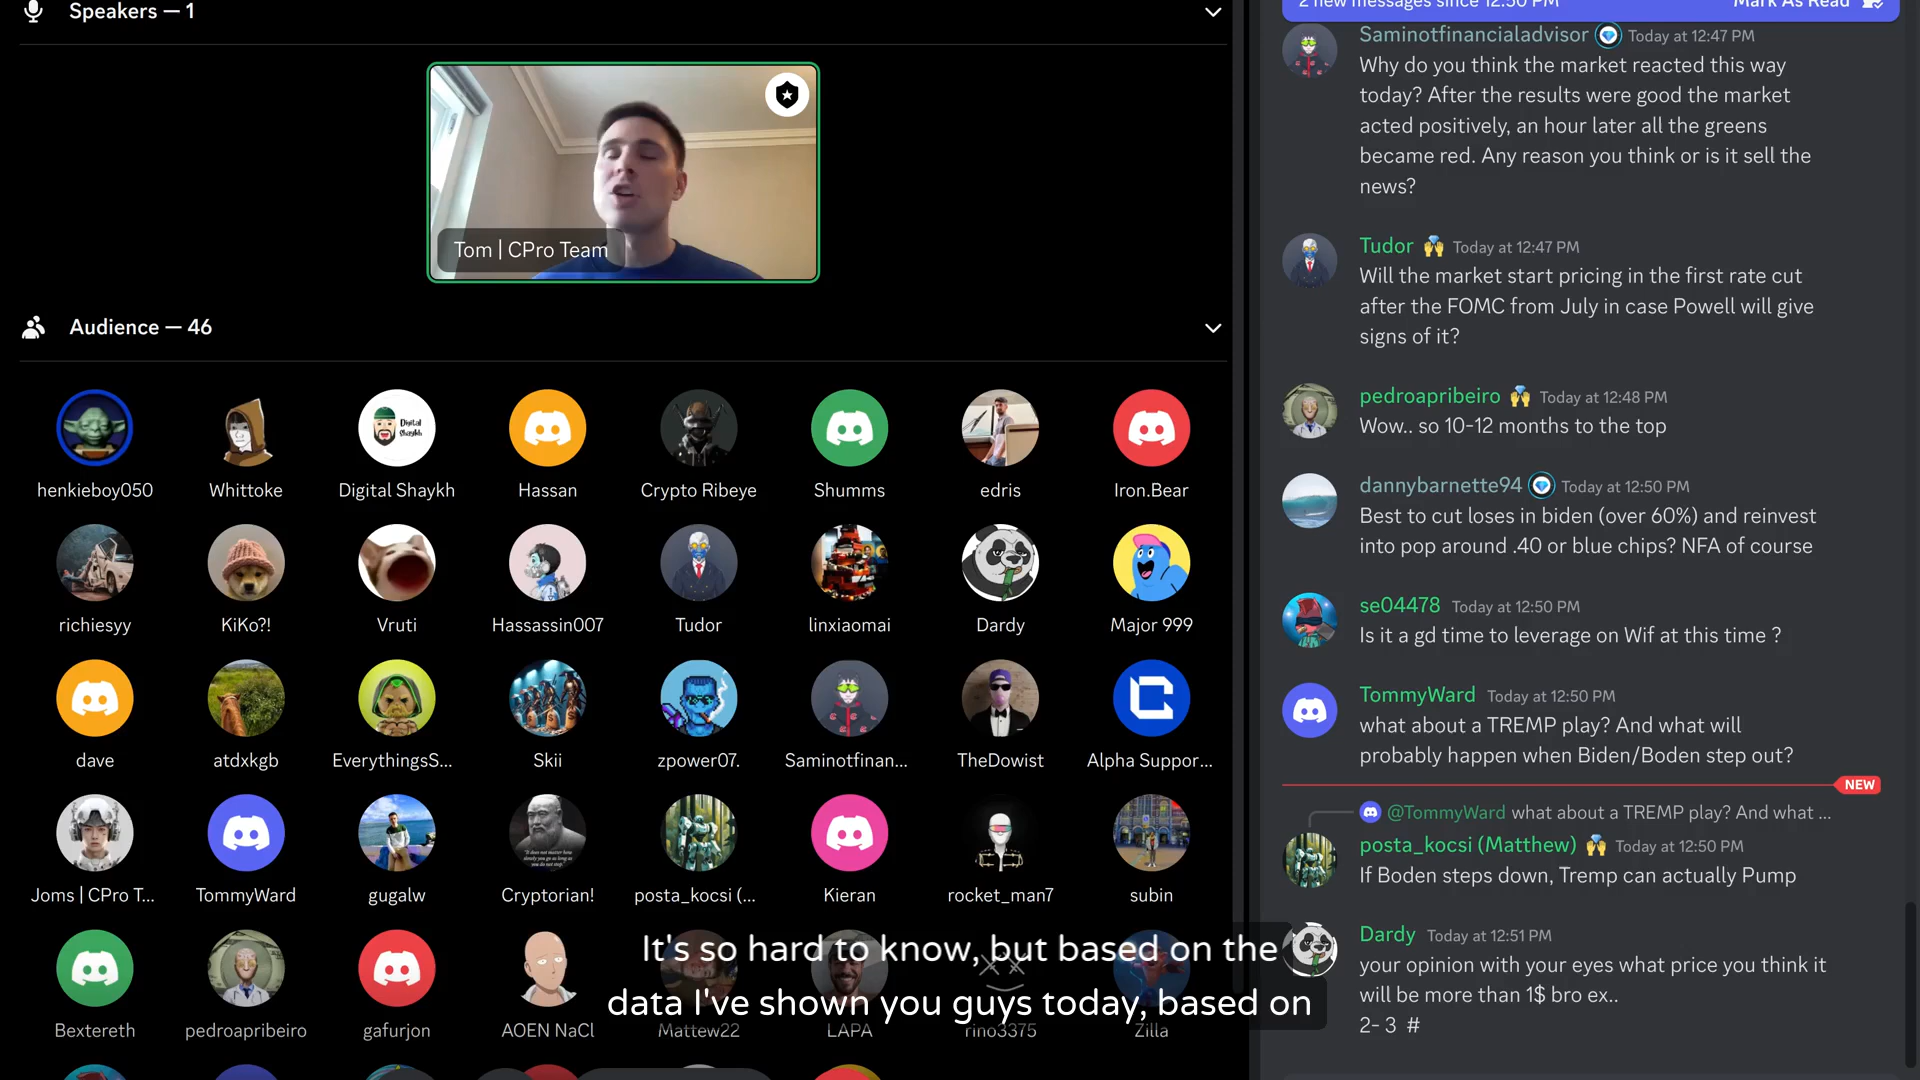 Speakers — 1
Tom | CPro Team
Audience — 46
henkieboy050
Whittoke
Digital Shaykh
Hassan
Crypto Ribeye
Shumms
edris
Iron.Bear
richiesyy
KiKo?!
Vruti
Hassassin007
Tudor
linxiaomai
Dardy
Major 999
dave
atdxkgb
EverythingsS...
Skii
zpower07.
Saminotfinan...
TheDowist
Alpha Suppor...
Joms | CPro T...
TommyWard
gugalw
Cryptorian!
posta_kocsi (...
Kieran
rocket_man7
subin
Bextereth
pedroapribeiro
gafurjon
AOEN NaCl
Mattew22
LAPA
rino3375
Zilla
Digital
Shaykh
It's so hard to know, but based on the
data I've shown you guys today, based on
2 new messages since 12:50 PM
Mark As Read
Saminotfinancialadvisor Today at 12:47 PM
Why do you think the market reacted this way
today? After the results were good the market
acted positively, an hour later all the greens
became red. Any reason you think or is it sell the
news?
Tudor Today at 12:47 PM
Will the market start pricing in the first rate cut
after the FOMC from July in case Powell will give
signs of it?
pedroapribeiro Today at 12:48 PM
Wow.. so 10-12 months to the top
dannybarnette94 Today at 12:50 PM
Best to cut loses in biden (over 60%) and reinvest
into pop around .40 or blue chips? NFA of course
se04478 Today at 12:50 PM
Is it a gd time to leverage on Wif at this time ?
TommyWard Today at 12:50 PM
what about a TREMP play? And what will
probably happen when Biden/Boden step out?
NEW
@TommyWard what about a TREMP play? And what ...
posta_kocsi (Matthew) Today at 12:50 PM
If Boden steps down, Tremp can actually Pump
Dardy Today at 12:51 PM
your opinion with your eyes what price you think it
will be more than 1$ bro ex..
2- 3 #